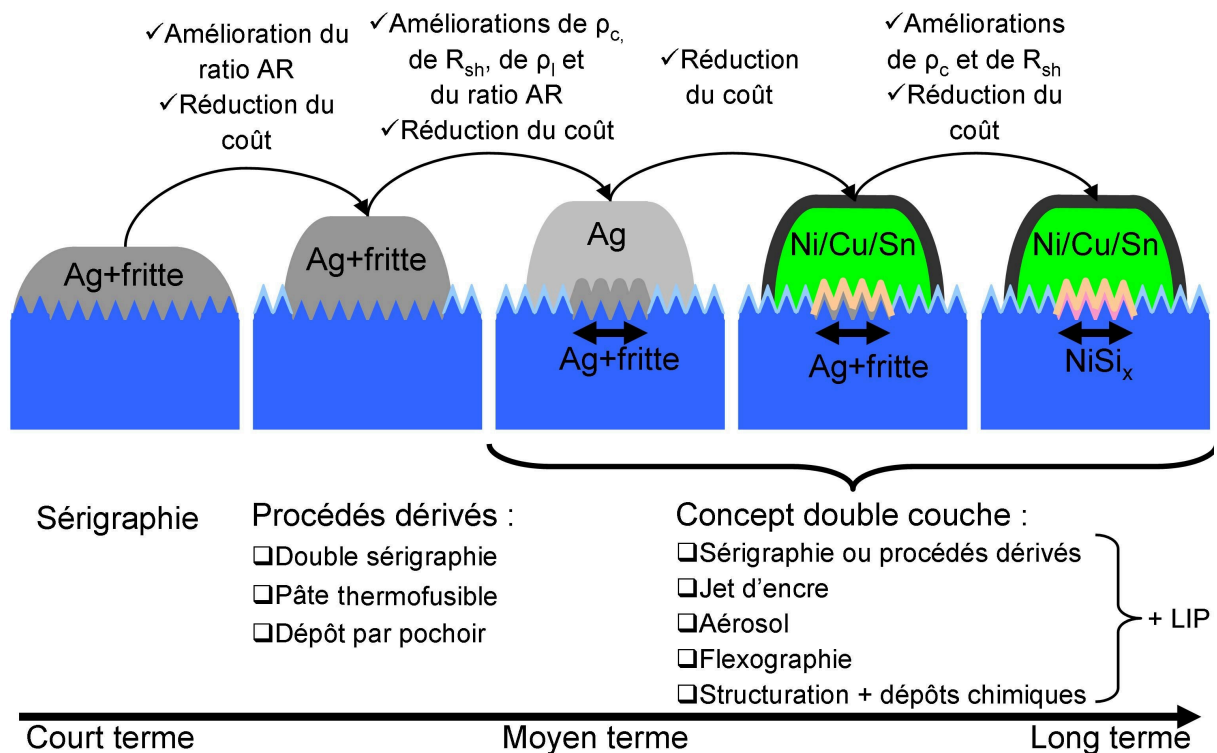 ✓Amélioration du
ratio AR
✓Réduction du
coût
✓Améliorations de ρc,
de Rsh, de ρl et
du ratio AR
✓Réduction du coût
✓Réduction
du coût
✓Améliorations
de ρc et de Rsh
✓Réduction du
coût
Ag+fritte
Ag+fritte
Ag
Ag+fritte
Ni/Cu/Sn
Ag+fritte
Ni/Cu/Sn
NiSix
Sérigraphie
Procédés dérivés :
❑Double sérigraphie
❑Pâte thermofusible
❑Dépôt par pochoir
Concept double couche :
❑Sérigraphie ou procédés dérivés
❑Jet d'encre
❑Aérosol
❑Flexographie
❑Structuration + dépôts chimiques
+ LIP
Court terme
Moyen terme
Long terme